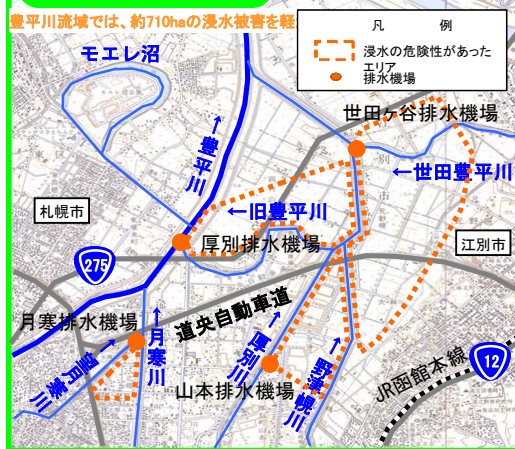 豊平川流域では、約710haの浸水被害を軽
凡　例
浸水の危険性があった
エリア
排水機場
モエレ沼
世田ヶ谷排水機場
←豊平川
←世田豊平川
札幌市
←旧豊平川
江別市
厚別排水機場
275
道央自動車道
月寒排水機場
←月寒川
望月寒川→
厚別川→
野津幌川→
山本排水機場
JR函館本線
12